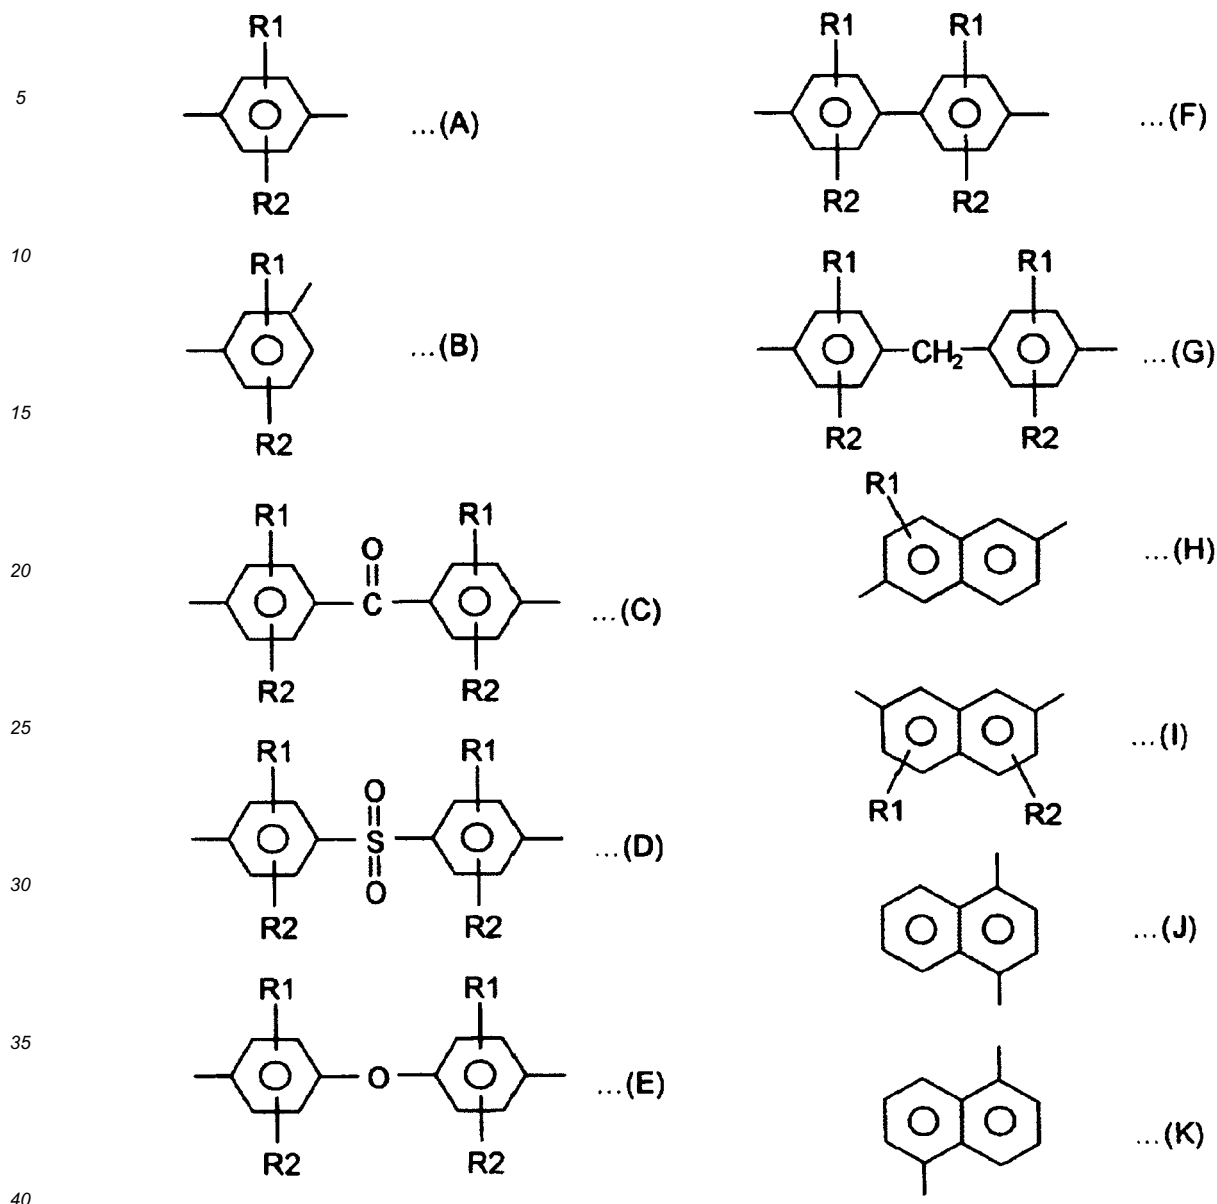 R1 R1 R1
5 ...(A) ...(F)
R2 R2 R2
10 R1 R1 R1
...(B) CH2 ...(G)
15 R2 R2 R2
R1
R1 R1
O
20 ...(H)
C ...(C)
R2 R2
25 ...(I)
R1 R1
O R1 R2
S ...(D)
30 O
R2 R2 ...(J)
R1 R1
35
O ...(E)
...(K)
R2 R2
40